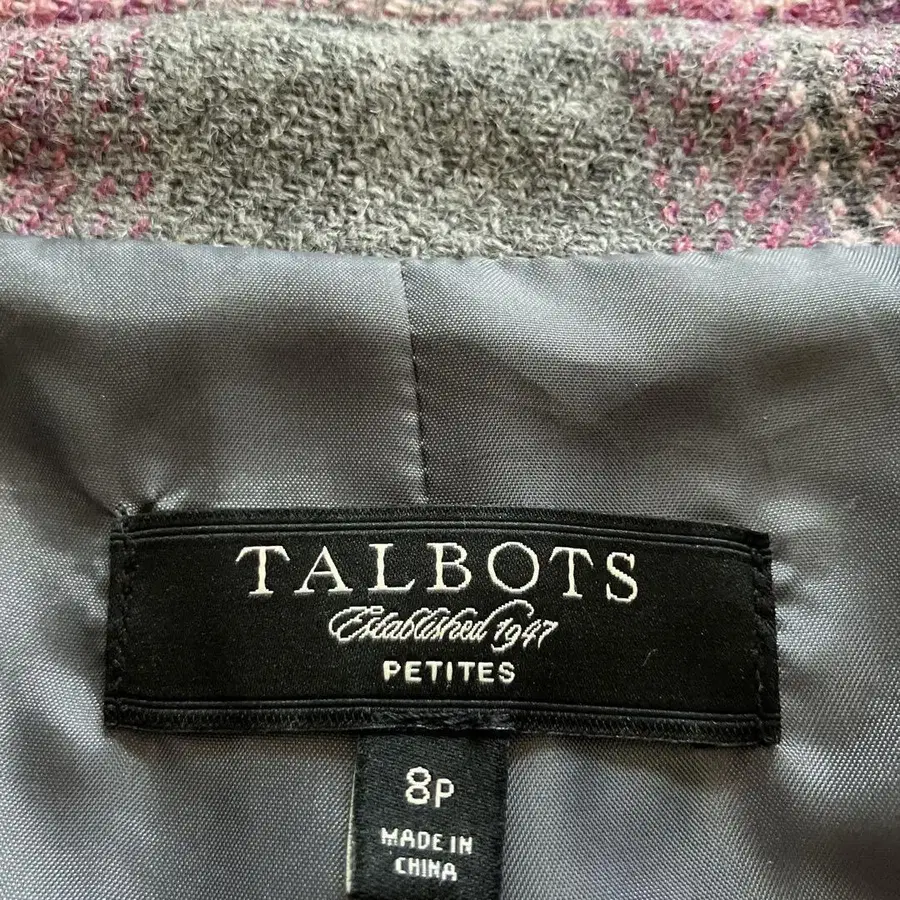 TALBOTS
Established 1947
PETITES
8P
MADE IN
CHINA